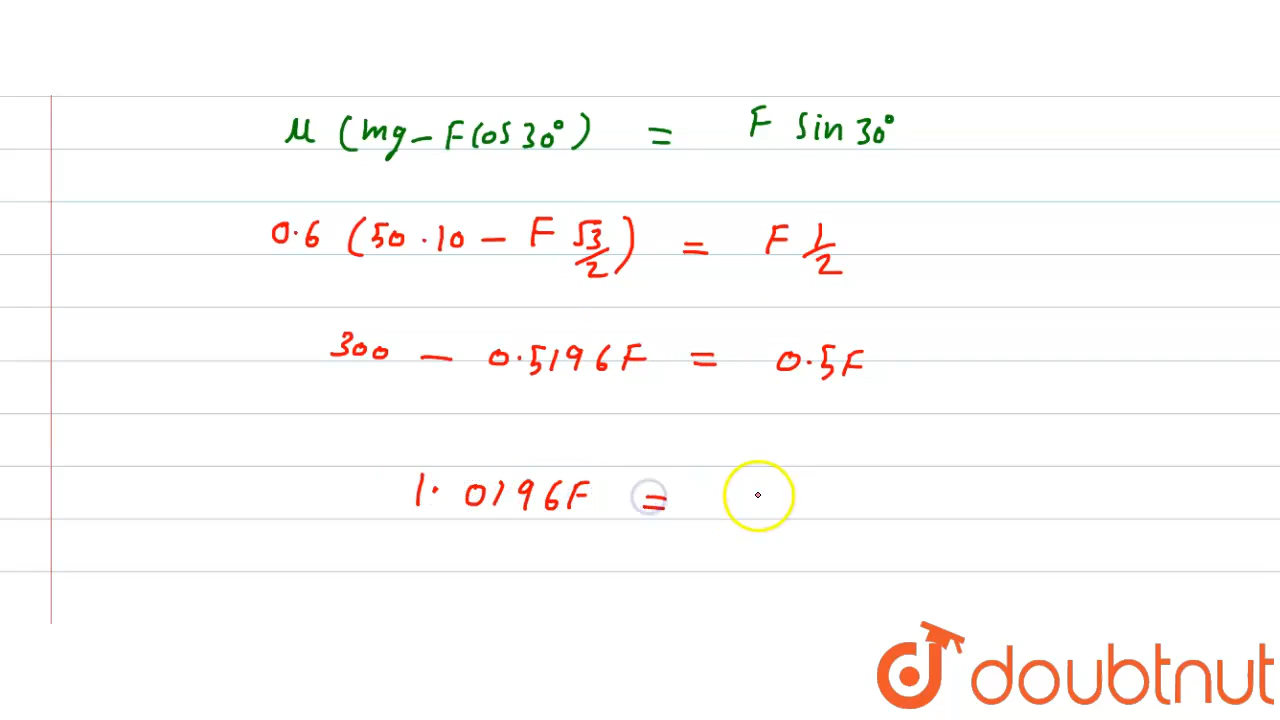 μ (mg - Fcos 30°) = F sin 30°
0.6 (50 . 10 - F √3/2) = F 1/2
300 - 0.5196F = 0.5F
1.0196F =
doubtnut